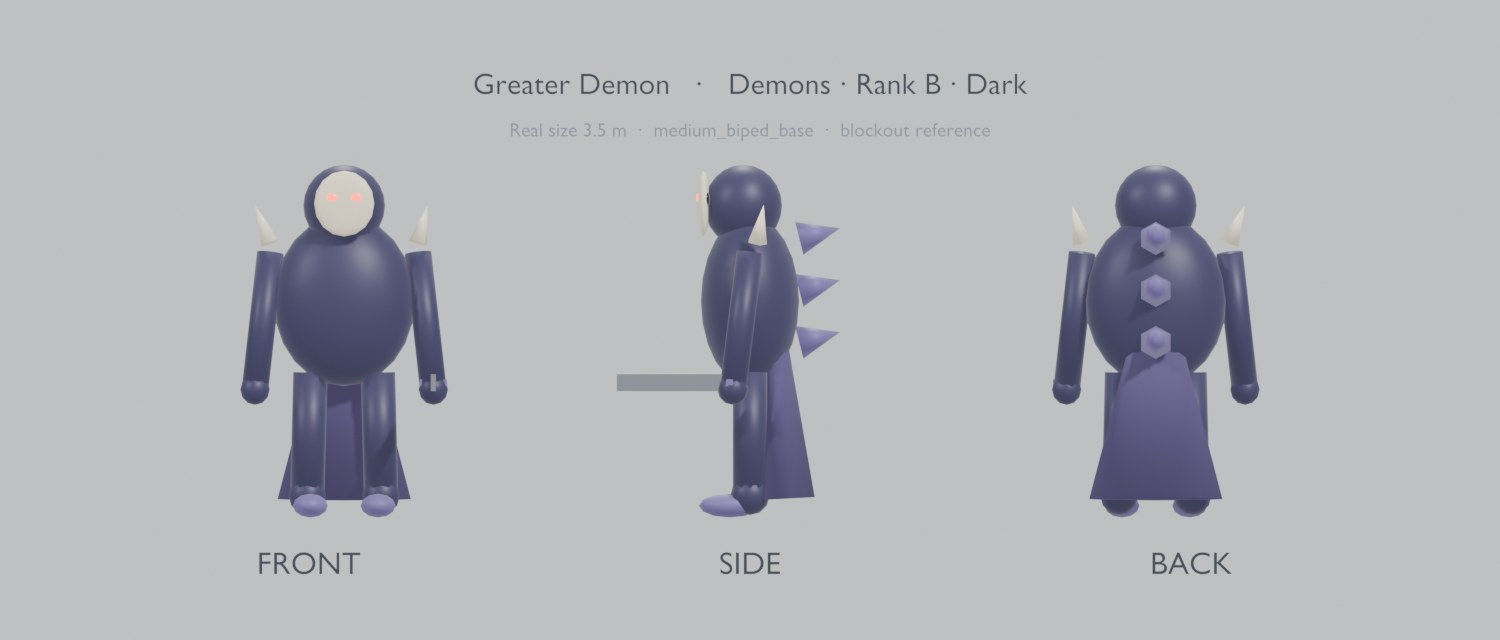 Greater Demon · Demons · Rank B · Dark
Real size 3.5 m · medium_biped_base · blockout reference
FRONT SIDE BACK